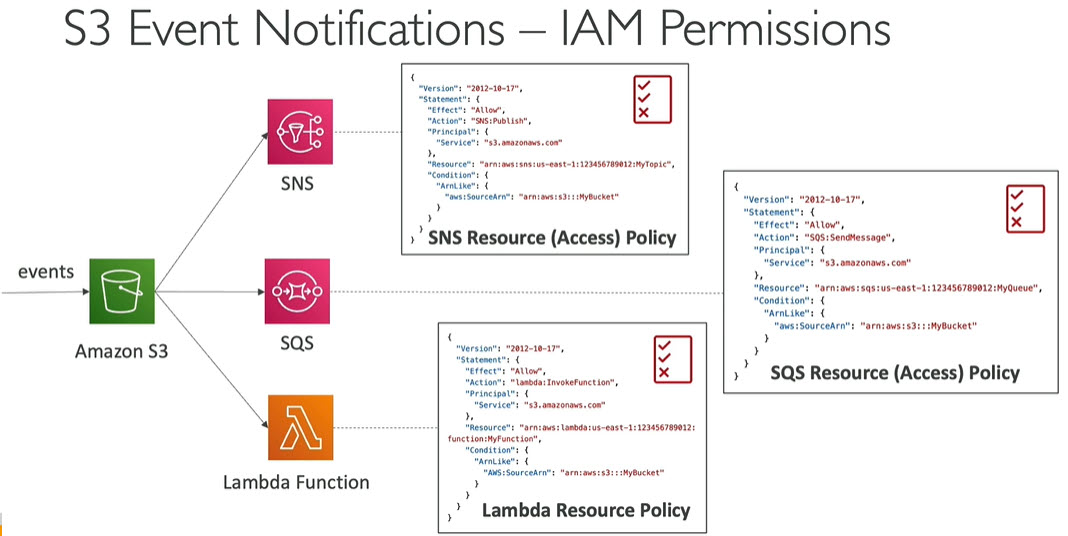 S3 Event Notifications – IAM Permissions
{
"Version": "2012-10-17",
"Statement": {
"Effect": "Allow",
"Action": "SNS:Publish",
"Principal": {
"Service": "s3.amazonaws.com"
},
"Resource": "arn:aws:sns:us-east-1:123456789012:MyTopic",
"Condition": {
"ArnLike": {
"aws:SourceArn": "arn:aws:s3:::MyBucket"
}
}
}
}
SNS Resource (Access) Policy
SNS
{
"Version": "2012-10-17",
"Statement": {
"Effect": "Allow",
"Action": "SQS:SendMessage",
"Principal": {
"Service": "s3.amazonaws.com"
},
"Resource": "arn:aws:sqs:us-east-1:123456789012:MyQueue",
"Condition": {
"ArnLike": {
"aws:SourceArn": "arn:aws:s3:::MyBucket"
}
}
}
}
SQS Resource (Access) Policy
events
Amazon S3
SQS
{
"Version": "2012-10-17",
"Statement": {
"Effect": "Allow",
"Action": "lambda:InvokeFunction",
"Principal": {
"Service": "s3.amazonaws.com"
},
"Resource": "arn:aws:lambda:us-east-1:123456789012:
function:MyFunction",
"Condition": {
"ArnLike": {
"AWS:SourceArn": "arn:aws:s3:::MyBucket"
}
}
}
}
Lambda Resource Policy
Lambda Function